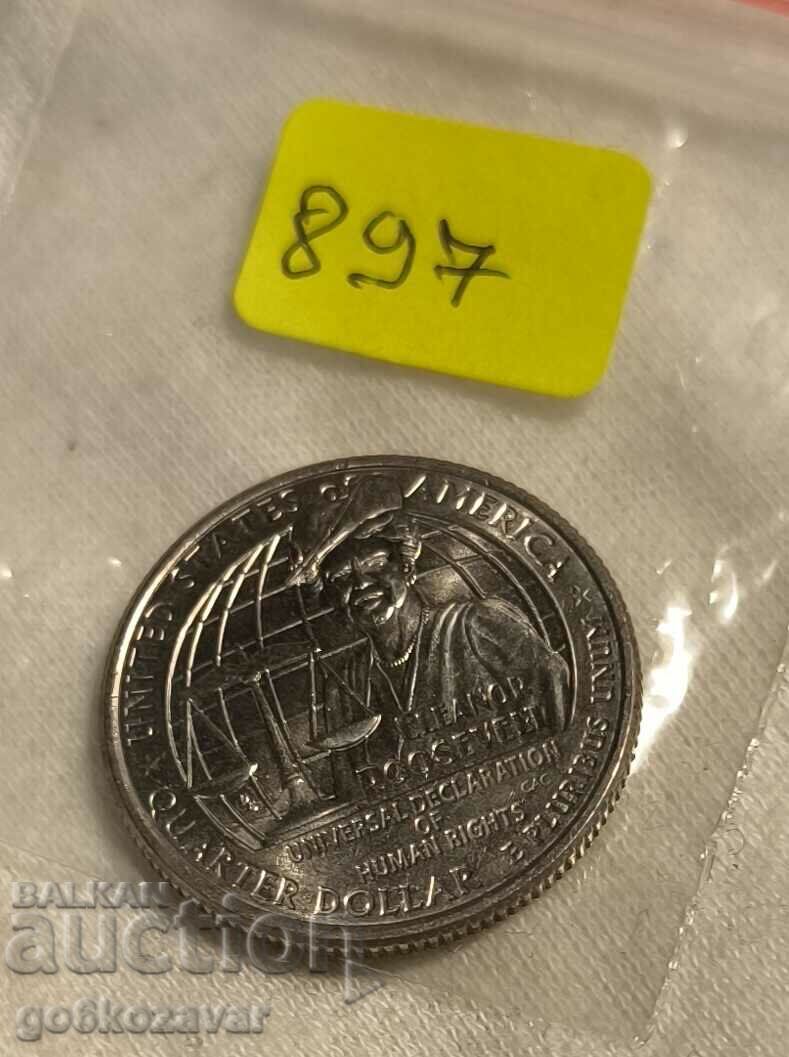 897
UNITED STATES OF AMERICA
ELEANOR
ROOSEVELT
UNIVERSAL DECLARATION
OF
HUMAN RIGHTS
QUARTER DOLLAR
E PLURIBUS UNUM
BALKAN
auction
go6kozavar